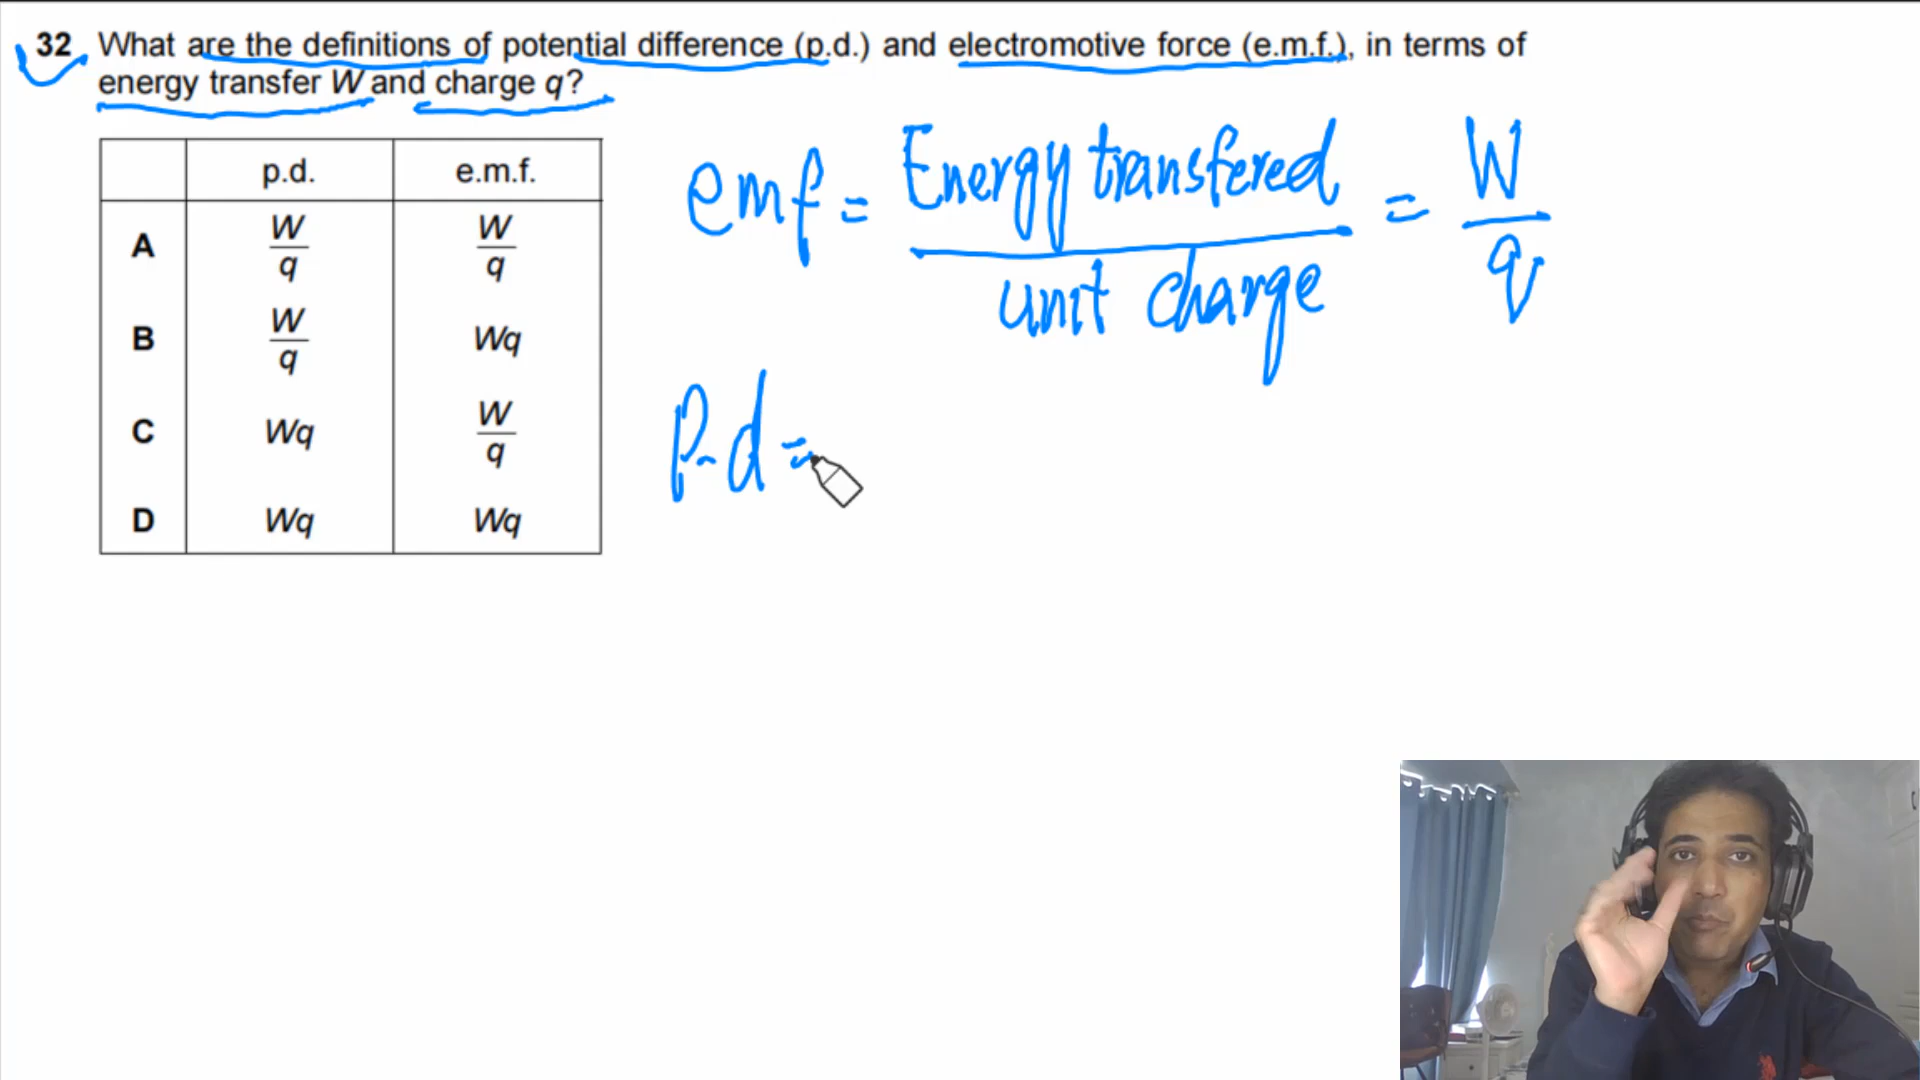 32 What are the definitions of potential difference (p.d.) and electromotive force (e.m.f.), in terms of
energy transfer W and charge q?
p.d. e.m.f.
A W/q W/q
B W/q Wq
C Wq W/q
D Wq Wq
emf = Energy transfered / unit charge = W / q
P.d =